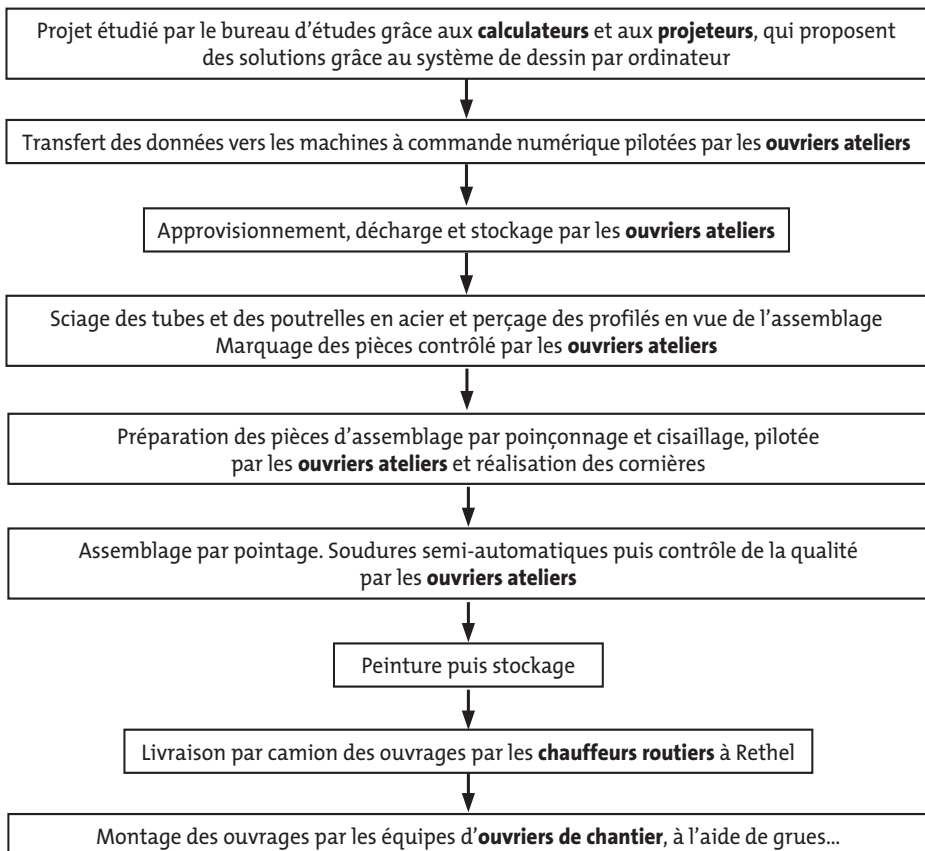 Projet étudié par le bureau d’études grâce aux calculateurs et aux projeteurs, qui proposent
des solutions grâce au système de dessin par ordinateur
Transfert des données vers les machines à commande numérique pilotées par les ouvriers ateliers
Approvisionnement, décharge et stockage par les ouvriers ateliers
Sciage des tubes et des poutrelles en acier et perçage des profilés en vue de l’assemblage
Marquage des pièces contrôlé par les ouvriers ateliers
Préparation des pièces d’assemblage par poinçonnage et cisaillage, pilotée
par les ouvriers ateliers et réalisation des cornières
Assemblage par pointage. Soudures semi-automatiques puis contrôle de la qualité
par les ouvriers ateliers
Peinture puis stockage
Livraison par camion des ouvrages par les chauffeurs routiers à Rethel
Montage des ouvrages par les équipes d’ouvriers de chantier, à l’aide de grues...